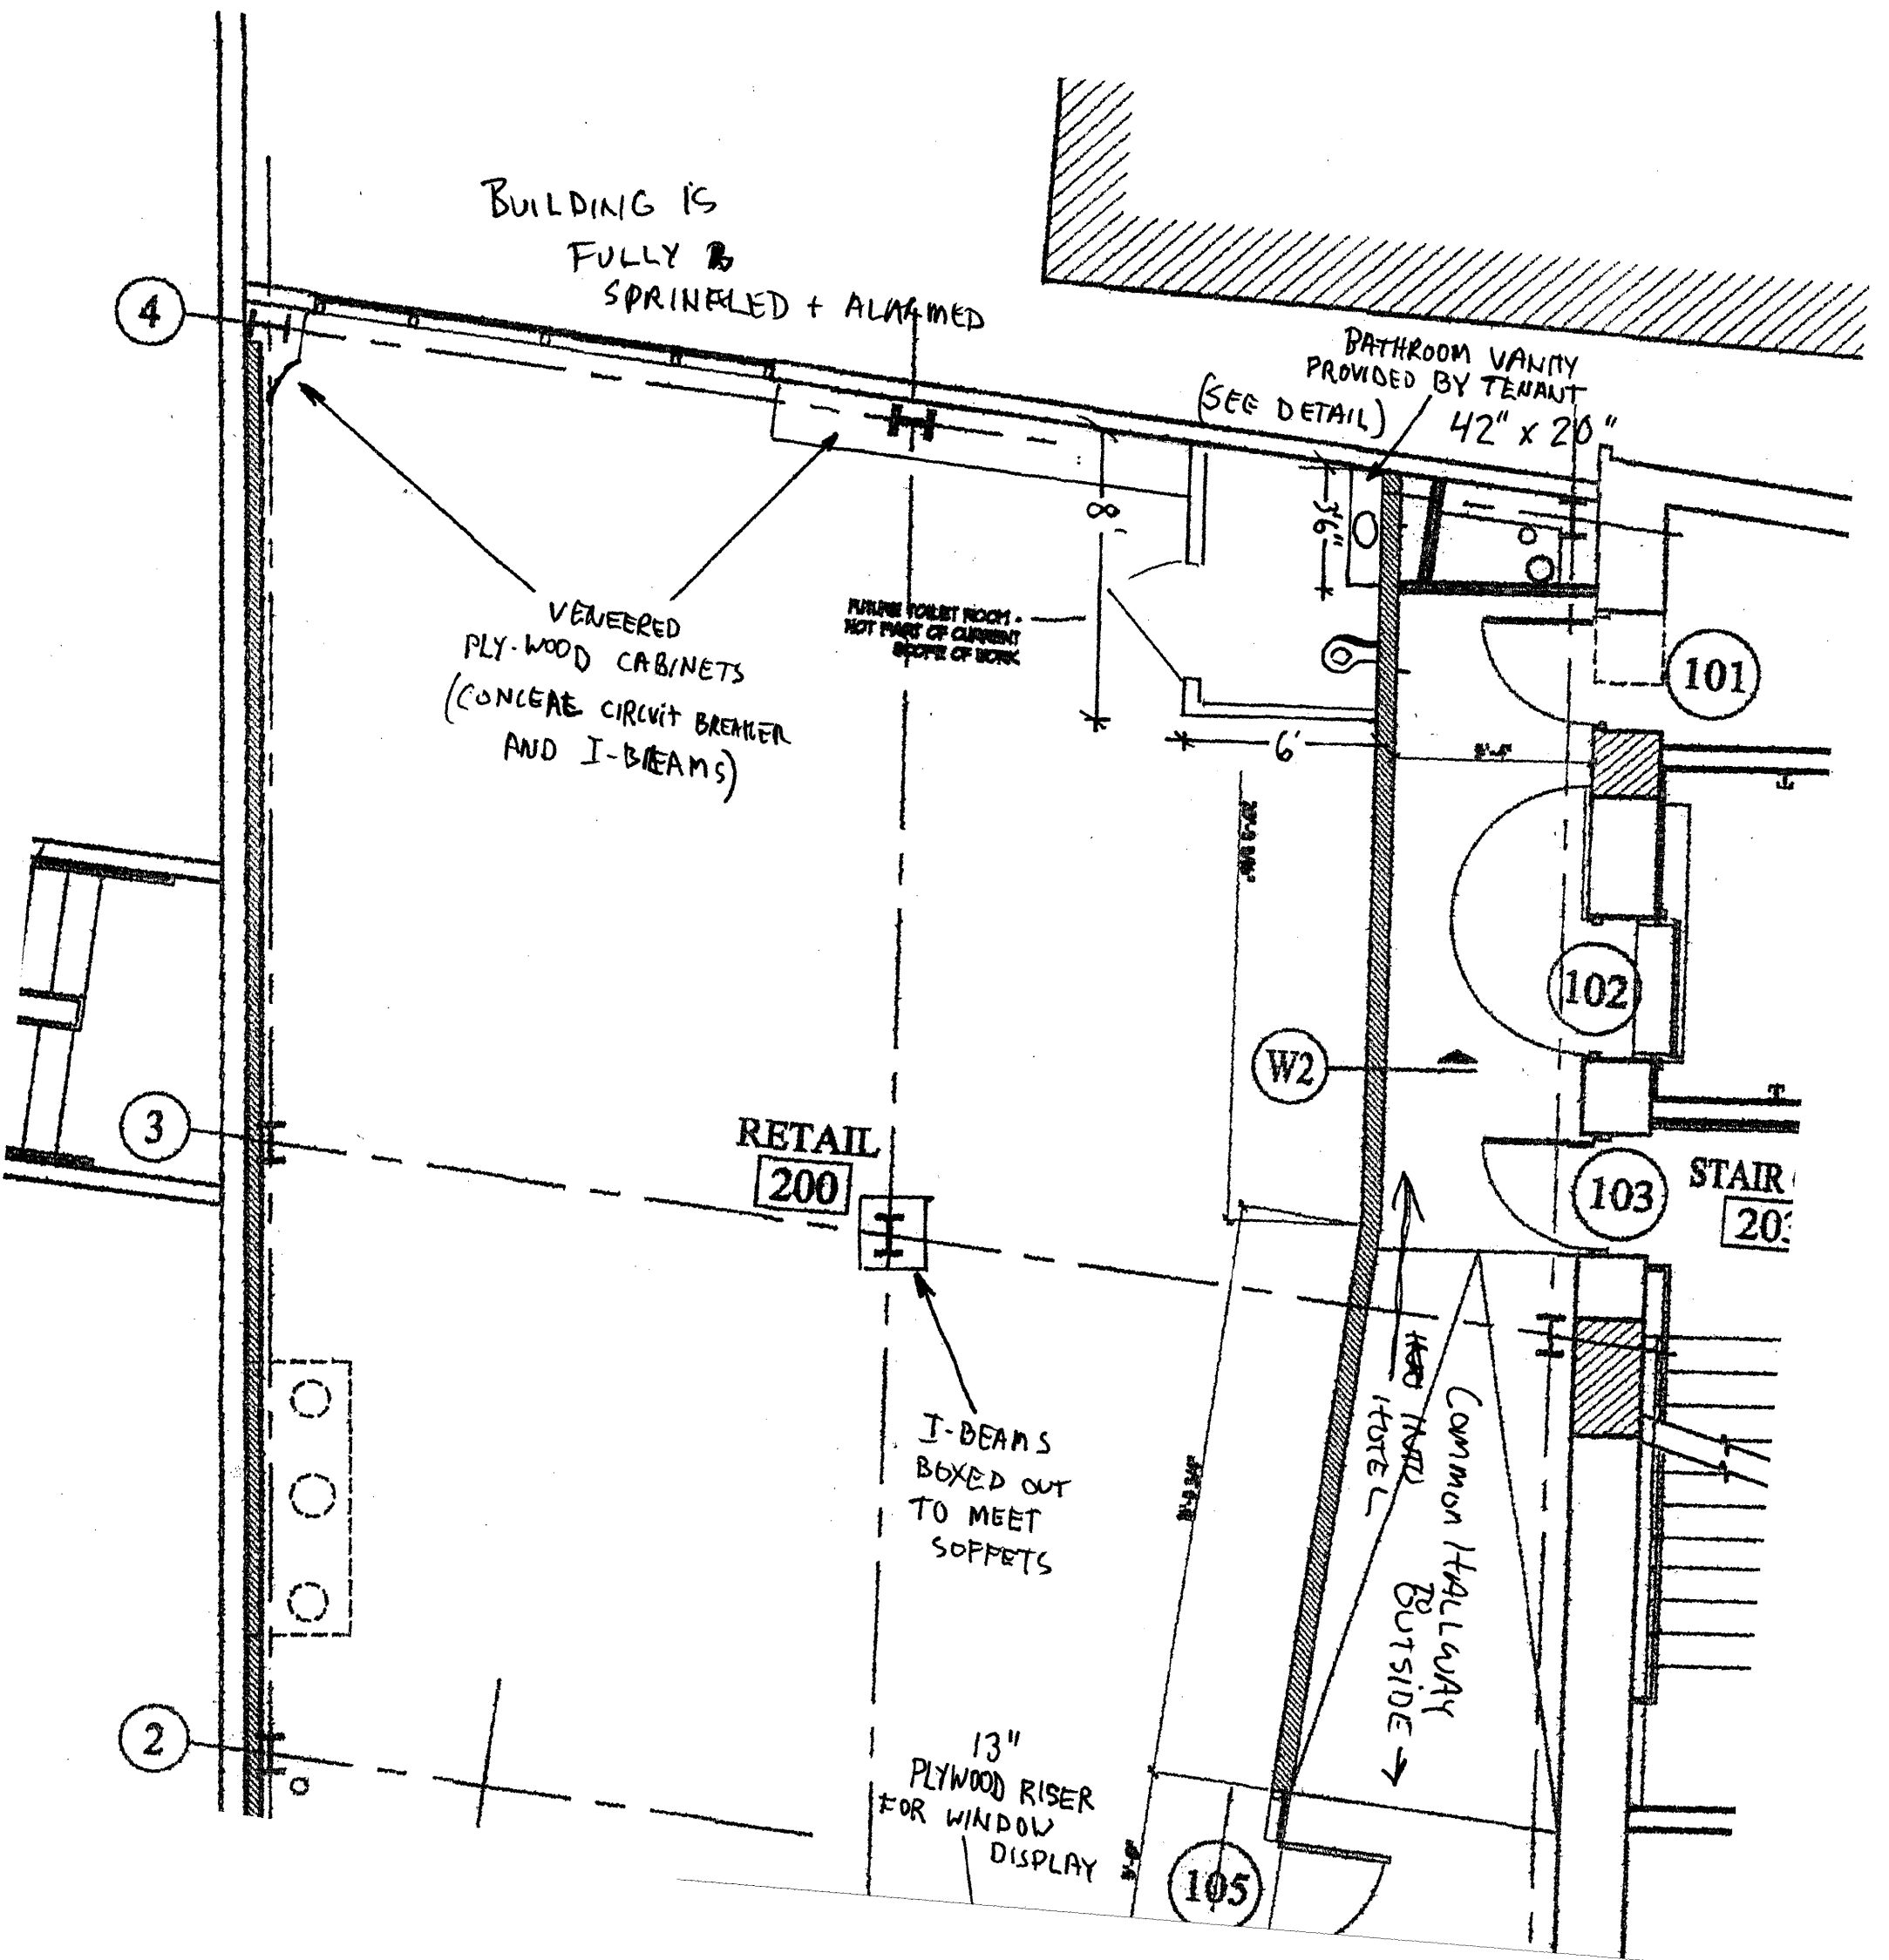 BUILDING IS
FULLY
SPRINKLED + ALARMED
4
BATHROOM VANITY
PROVIDED BY TENANT
(SEE DETAIL)
42" x 20"
8'
3'6"
VENEERED
PLY-WOOD CABINETS
(CONCEAL CIRCUIT BREAKER
AND I-BEAMS)
FUTURE TOILET ROOM -
NOT PART OF CURRENT
SCOPE OF WORK
101
6'
102
W2
3
RETAIL
200
103
STAIR
203
I-BEAMS
BOXED OUT
TO MEET
SOFFETS
INTO
HOTEL
COMMON HALLWAY
TO
OUTSIDE
2
13"
PLYWOOD RISER
FOR WINDOW
DISPLAY
105